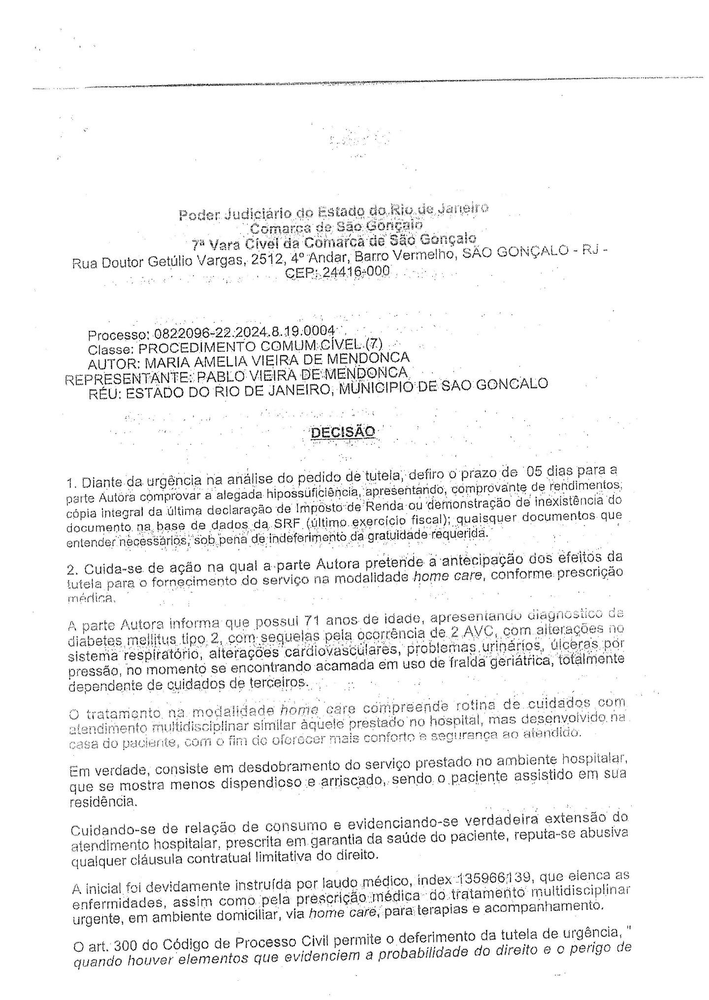 Poder Judiciário do Estado do Rio de Janeiro
Comarca de São Gonçalo
7ª Vara Cível da Comarca de São Gonçalo
Rua Doutor Getúlio Vargas, 2512, 4º Andar, Barro Vermelho, SÃO GONÇALO - RJ -
CEP: 24416-000
Processo: 0822096-22.2024.8.19.0004
Classe: PROCEDIMENTO COMUM CÍVEL (7)
AUTOR: MARIA AMELIA VIEIRA DE MENDONCA
REPRESENTANTE: PABLO VIEIRA DE MENDONCA
RÉU: ESTADO DO RIO DE JANEIRO, MUNICIPIO DE SAO GONCALO
DECISÃO
1. Diante da urgência na análise do pedido de tutela, defiro o prazo de 05 dias para a
parte Autora comprovar a alegada hipossuficiência, apresentando, comprovante de rendimentos,
cópia integral da última declaração de Imposto de Renda ou demonstração de inexistência do
documento na base de dados da SRF (último exercício fiscal); quaisquer documentos que
entender necessários, sob pena de indeferimento da gratuidade requerida.
2. Cuida-se de ação na qual a parte Autora pretende a antecipação dos efeitos da
tutela para o fornecimento do serviço na modalidade home care, conforme prescrição
médica.
A parte Autora informa que possui 71 anos de idade, apresentando diagnostico de
diabetes mellitus tipo 2, com sequelas pela ocorrência de 2 AVC, com alterações no
sistema respiratório, alterações cardiovasculares, problemas urinários, úlceras por
pressão, no momento se encontrando acamada em uso de fralda geriátrica, totalmente
dependente de cuidados de terceiros.
O tratamento na modalidade home care compreende rotina de cuidados com
atendimento multidisciplinar similar àquele prestado no hospital, mas desenvolvido na
casa do paciente, com o fim de oferecer mais conforto e segurança ao atendido.
Em verdade, consiste em desdobramento do serviço prestado no ambiente hospitalar,
que se mostra menos dispendioso e arriscado, sendo o paciente assistido em sua
residência.
Cuidando-se de relação de consumo e evidenciando-se verdadeira extensão do
atendimento hospitalar, prescrita em garantia da saúde do paciente, reputa-se abusiva
qualquer cláusula contratual limitativa do direito.
A inicial foi devidamente instruída por laudo médico, index 135966139, que elenca as
enfermidades, assim como pela prescrição médica do tratamento multidisciplinar
urgente, em ambiente domiciliar, via home care, para terapias e acompanhamento.
O art. 300 do Código de Processo Civil permite o deferimento da tutela de urgência, "
quando houver elementos que evidenciem a probabilidade do direito e o perigo de